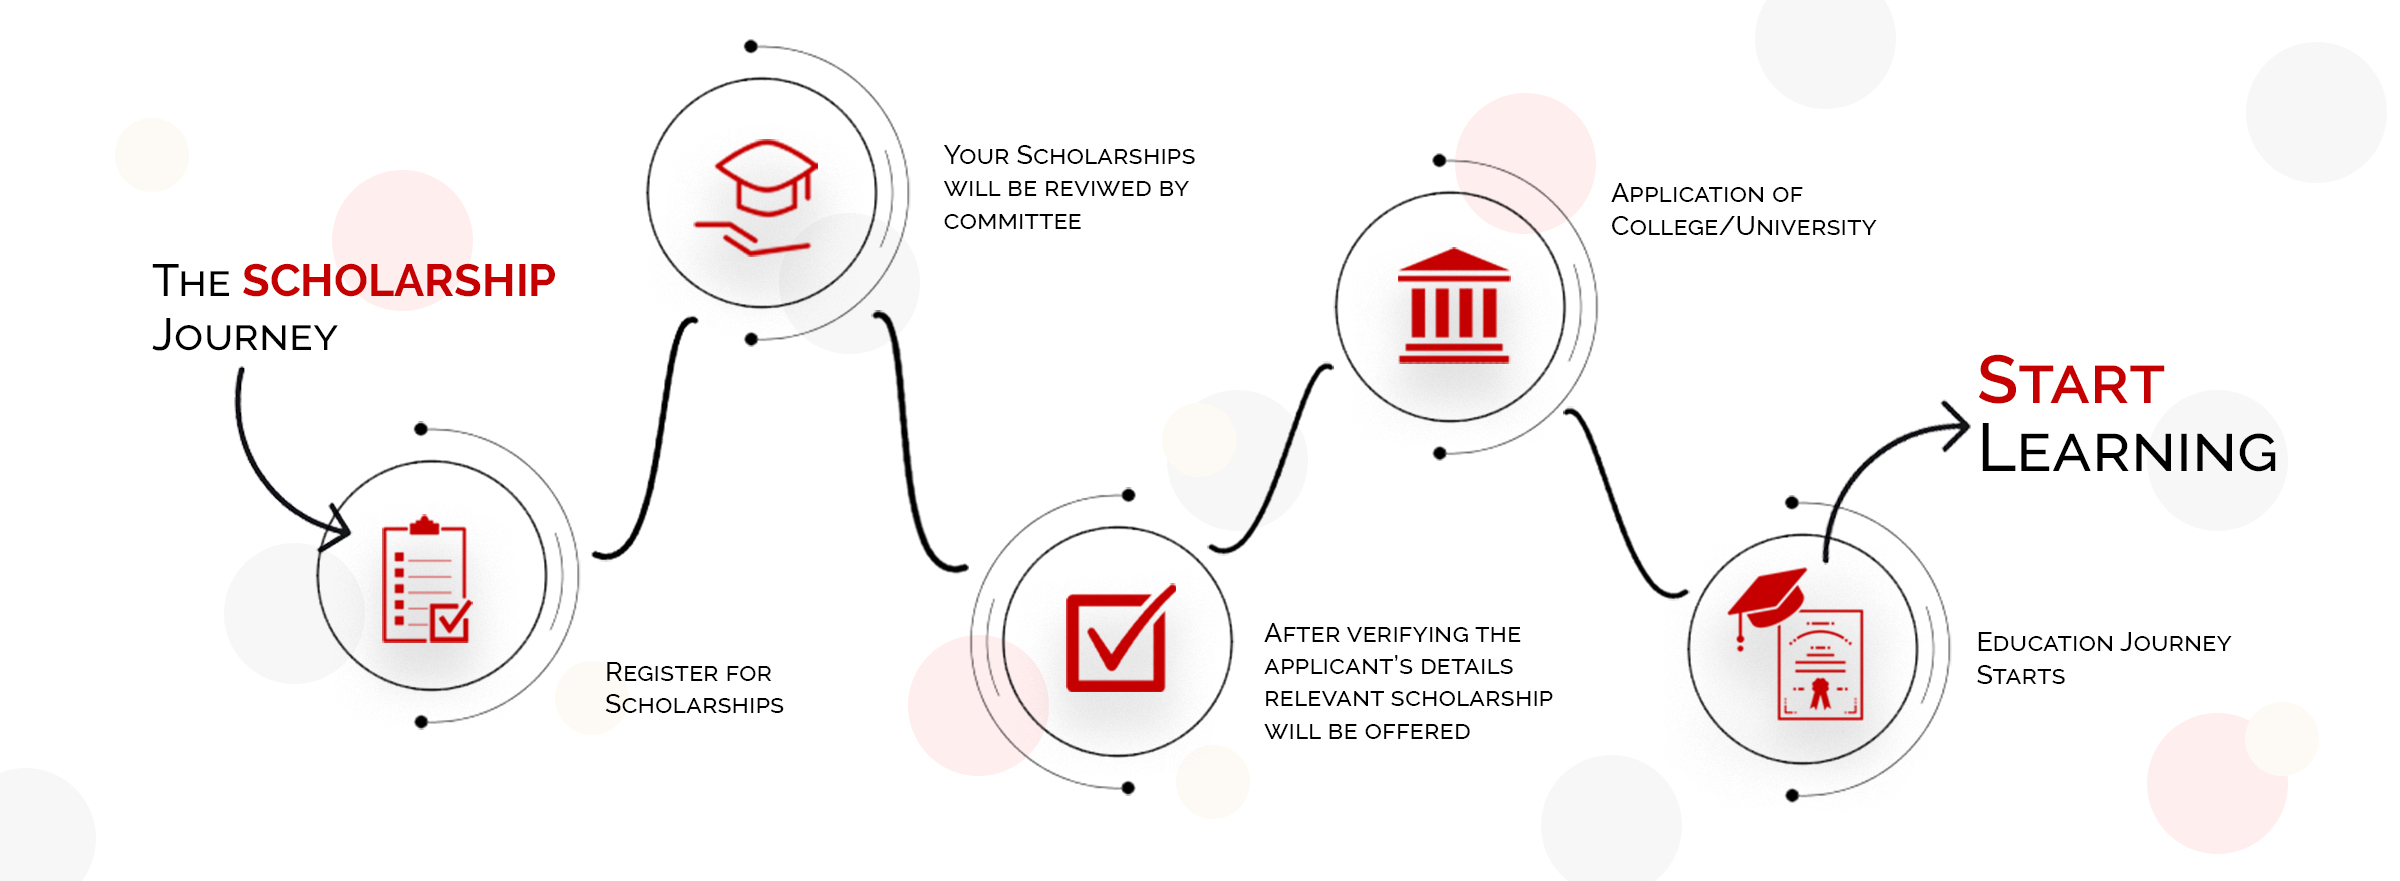 The SCHOLARSHIP
Journey
Register for
Scholarships
Your Scholarships
will be reviwed by
committee
After verifying the
applicant's details
relevant scholarship
will be offered
Application of
College/University
Education Journey
Starts
Start
Learning